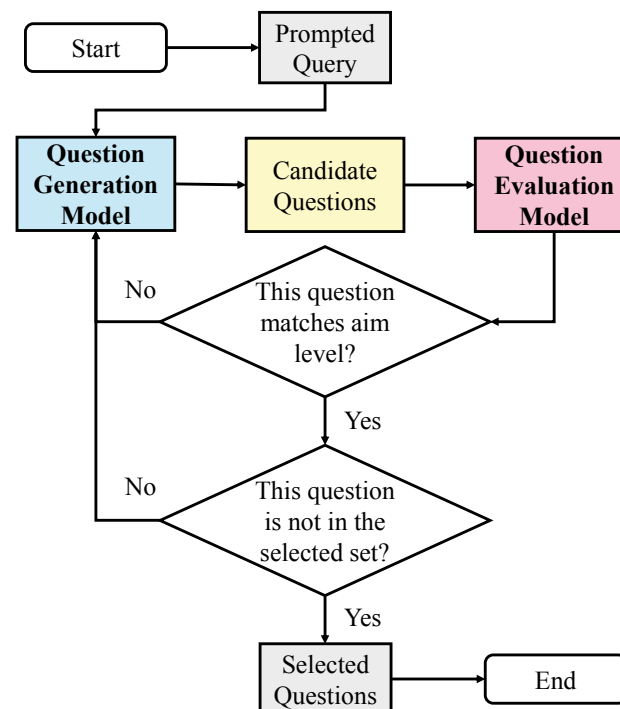 Start
Prompted
Query
Question
Generation
Model
Candidate
Questions
Question
Evaluation
Model
No
This question
matches aim
level?
Yes
No
This question
is not in the
selected set?
Yes
Selected
Questions
End